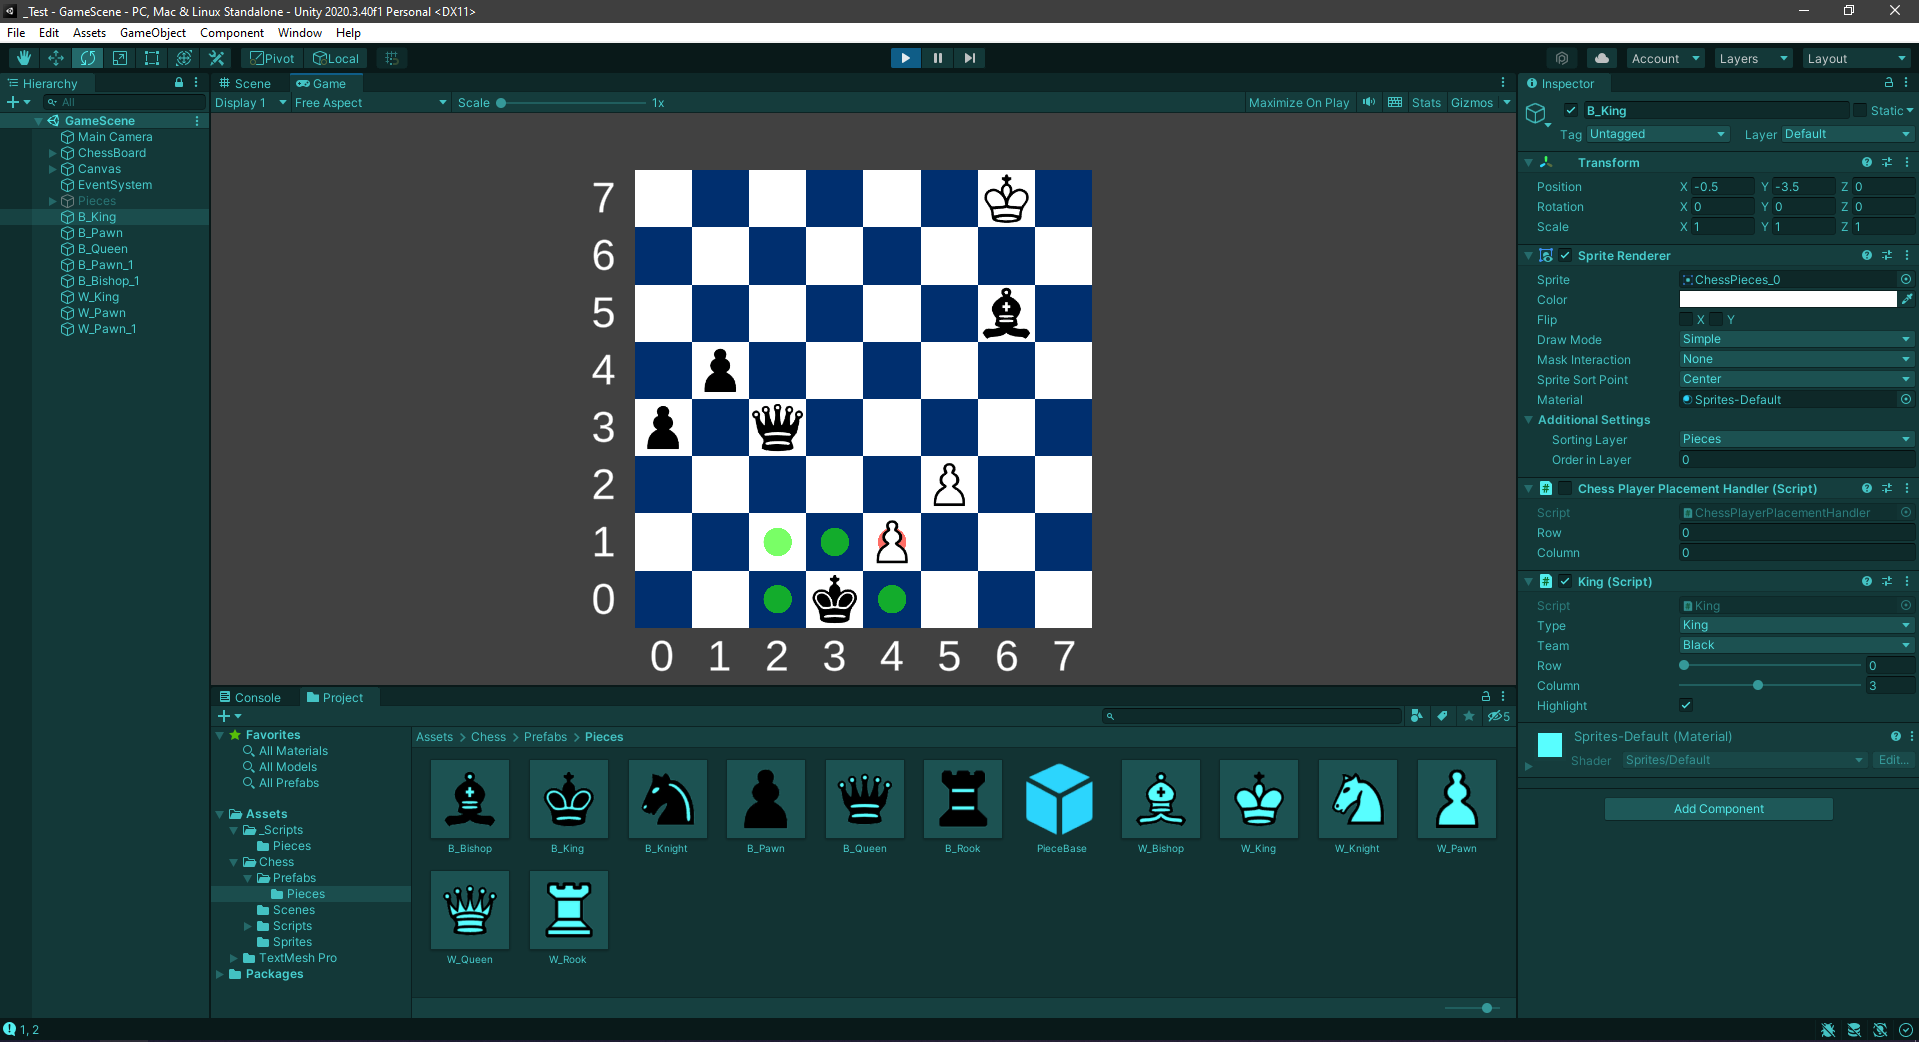 _Test - GameScene - PC, Mac & Linux Standalone - Unity 2020.3.40f1 Personal <DX11>
File Edit Assets GameObject Component Window Help
Pivot Local Account Layers Layout
Hierarchy
All
GameScene
Main Camera
ChessBoard
Canvas
EventSystem
Pieces
B_King
B_Pawn
B_Queen
B_Pawn_1
B_Bishop_1
W_King
W_Pawn
W_Pawn_1
Scene Game
Display 1 Free Aspect Scale 1x Maximize On Play Stats Gizmos
7
6
5
4
3
2
1
0
0 1 2 3 4 5 6 7
Console Project
5
Favorites
All Materials
All Models
All Prefabs
Assets
_Scripts
Pieces
Chess
Prefabs
Pieces
Scenes
Scripts
Sprites
TextMesh Pro
Packages
Assets > Chess > Prefabs > Pieces
B_Bishop B_King B_Knight B_Pawn B_Queen B_Rook PieceBase W_Bishop W_King W_Knight W_Pawn
W_Queen W_Rook
Inspector
B_King Static
Tag Untagged Layer Default
Transform
Position X -0.5 Y -3.5 Z 0
Rotation X 0 Y 0 Z 0
Scale X 1 Y 1 Z 1
Sprite Renderer
Sprite ChessPieces_0
Color
Flip X Y
Draw Mode Simple
Mask Interaction None
Sprite Sort Point Center
Material Sprites-Default
Additional Settings
Sorting Layer Pieces
Order in Layer 0
# Chess Player Placement Handler (Script)
Script ChessPlayerPlacementHandler
Row 0
Column 0
# King (Script)
Script King
Type King
Team Black
Row 0
Column 3
Highlight
Sprites-Default (Material)
Shader Sprites/Default Edit...
Add Component
1, 2